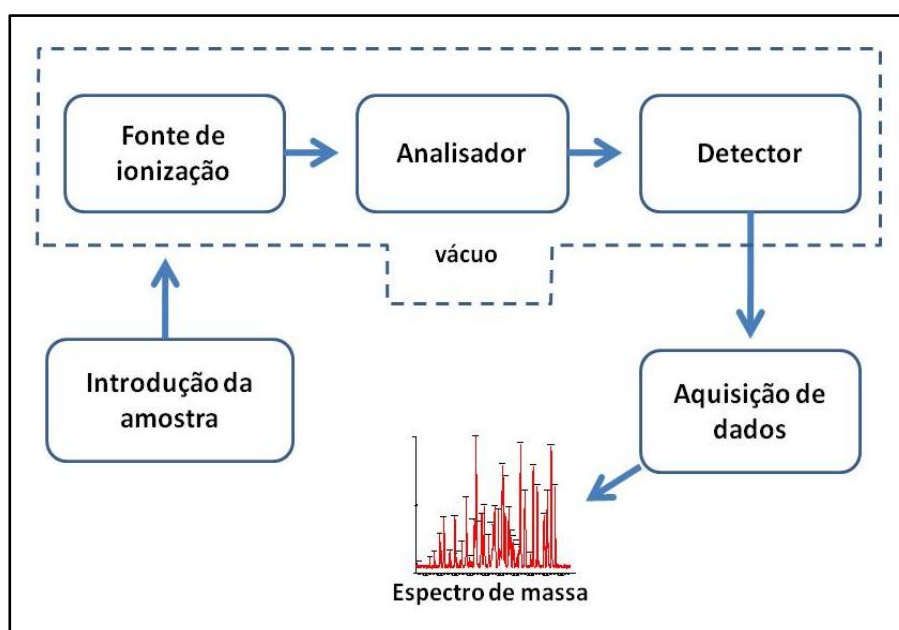 Fonte de
ionização
Analisador
Detector
vácuo
Introdução da
amostra
Aquisição de
dados
Espectro de massa